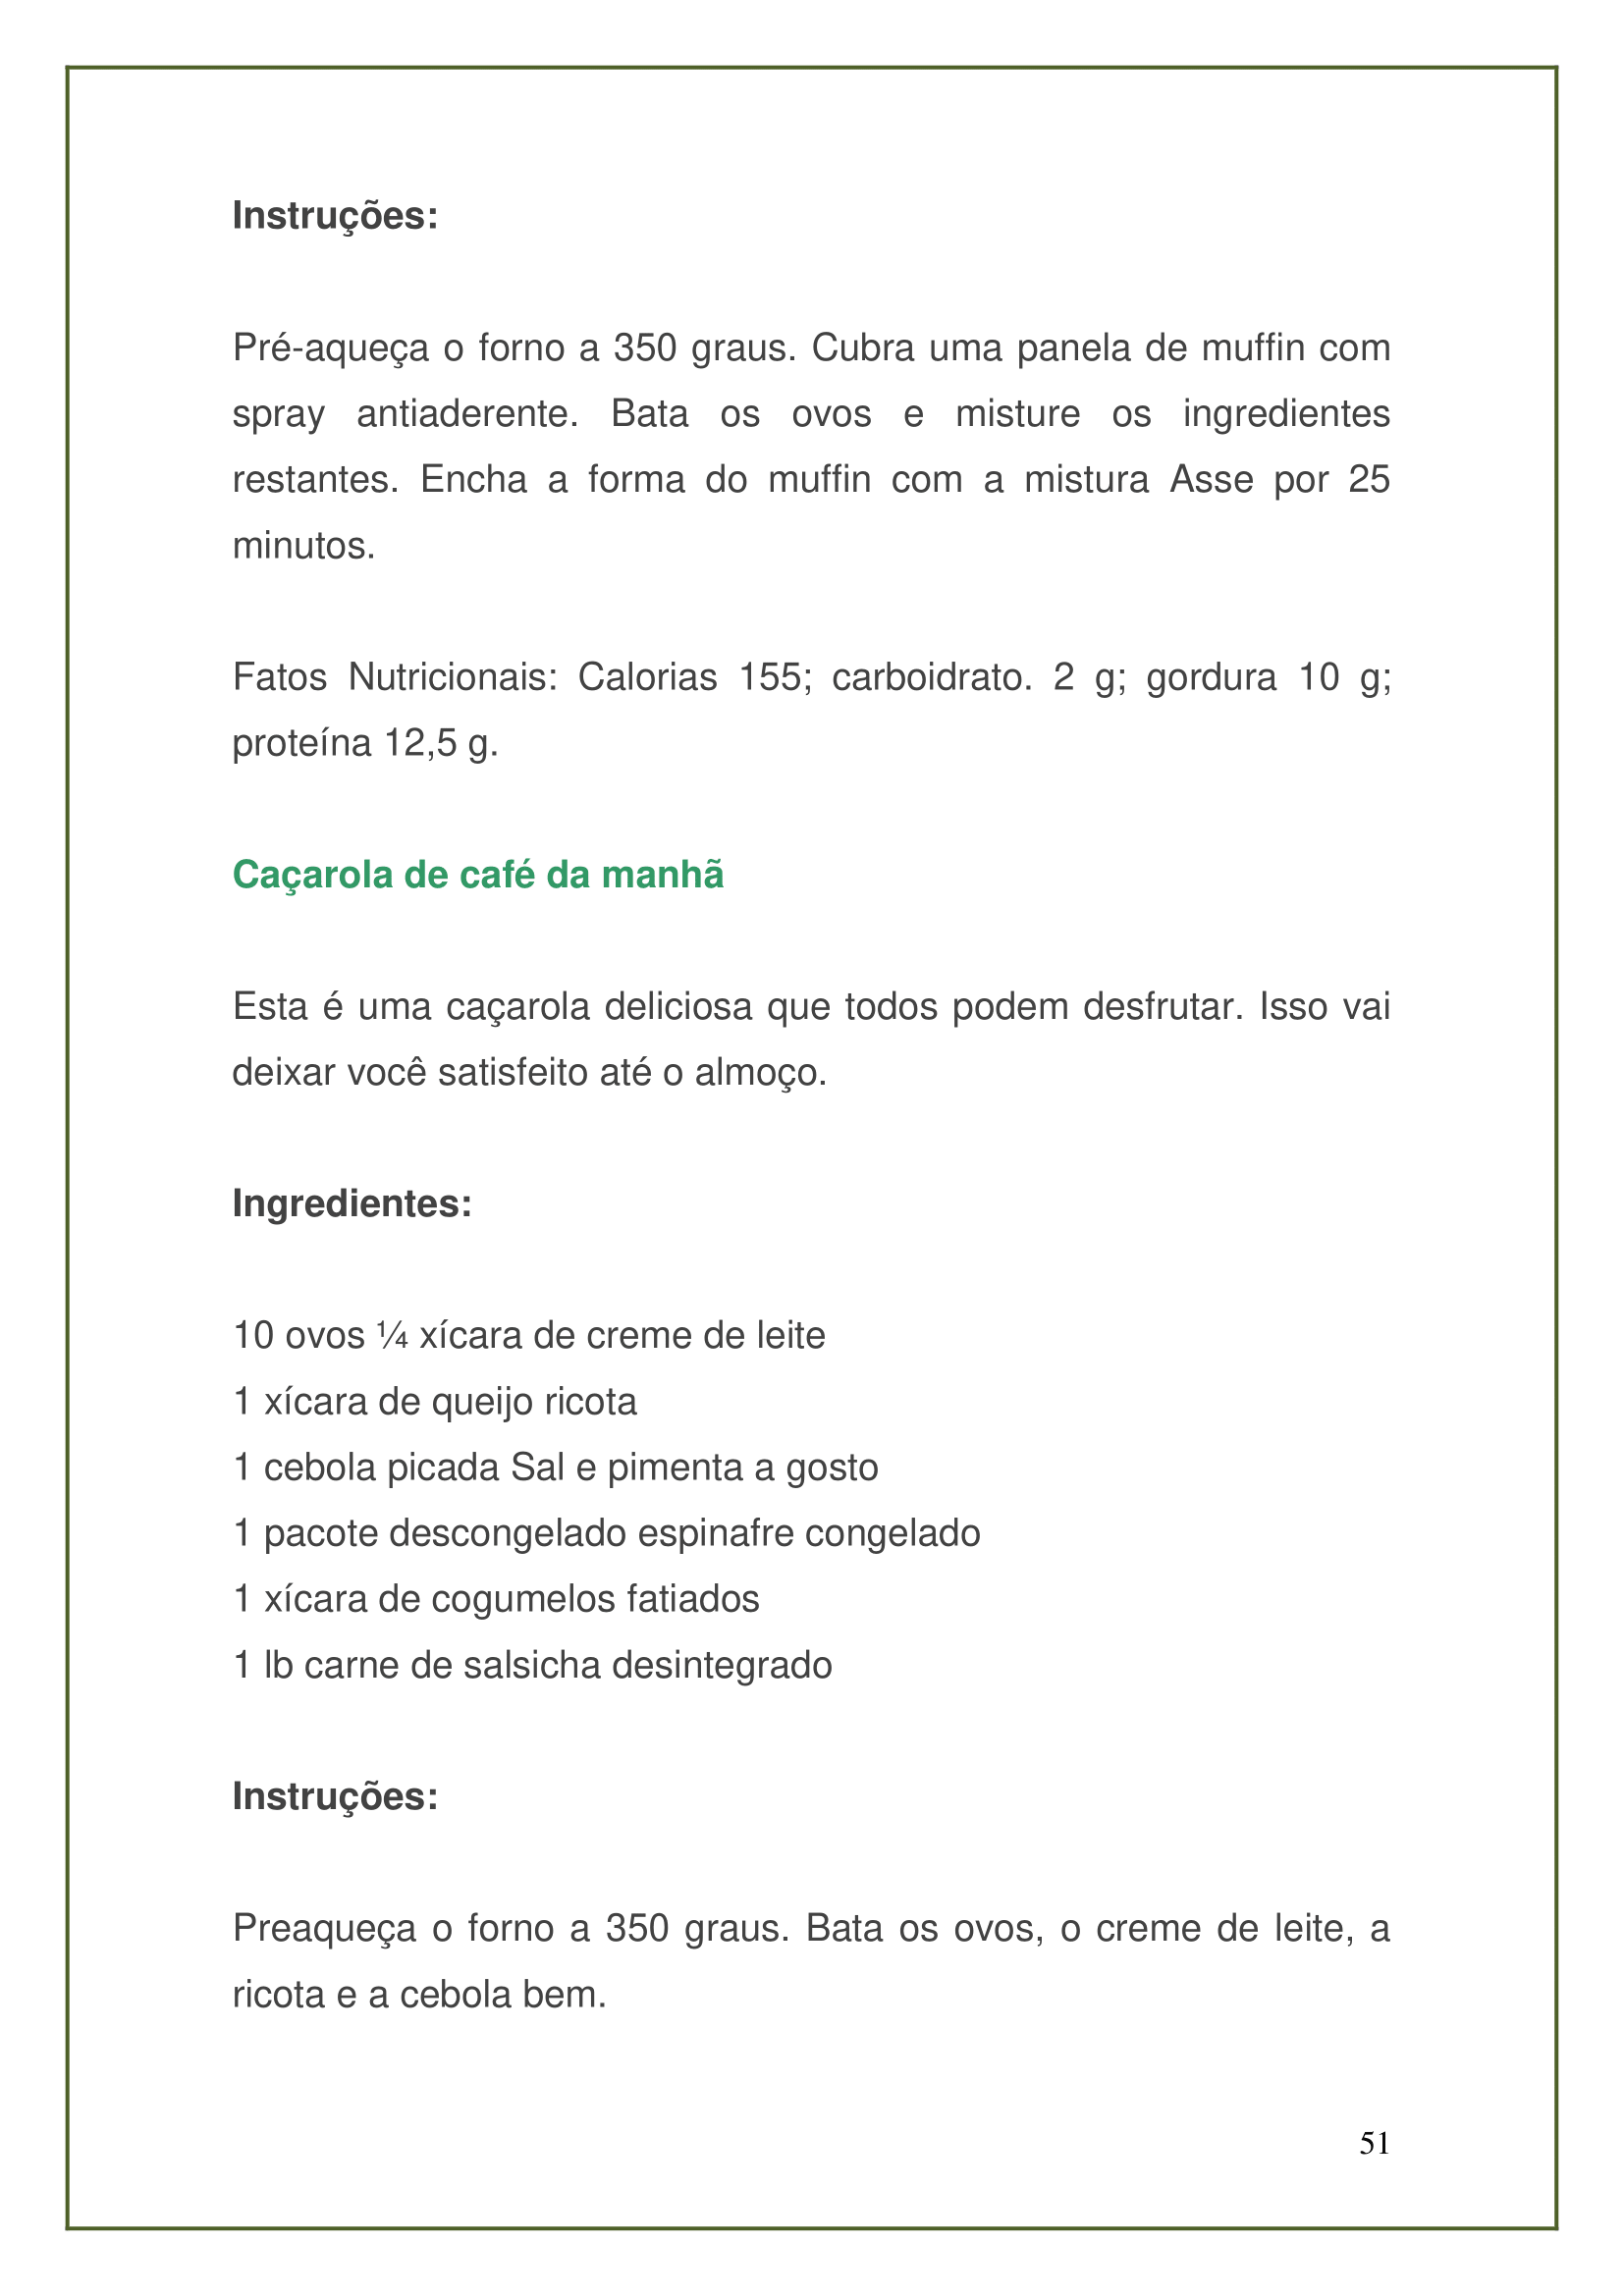 Instruções:
Pré-aqueça o forno a 350 graus. Cubra uma panela de muffin com
spray antiaderente. Bata os ovos e misture os ingredientes
restantes. Encha a forma do muffin com a mistura Asse por 25
minutos.
Fatos Nutricionais: Calorias 155; carboidrato. 2 g; gordura 10 g;
proteína 12,5 g.
Caçarola de café da manhã
Esta é uma caçarola deliciosa que todos podem desfrutar. Isso vai
deixar você satisfeito até o almoço.
Ingredientes:
10 ovos ¼ xícara de creme de leite
1 xícara de queijo ricota
1 cebola picada Sal e pimenta a gosto
1 pacote descongelado espinafre congelado
1 xícara de cogumelos fatiados
1 lb carne de salsicha desintegrado
Instruções:
Preaqueça o forno a 350 graus. Bata os ovos, o creme de leite, a
ricota e a cebola bem.
51